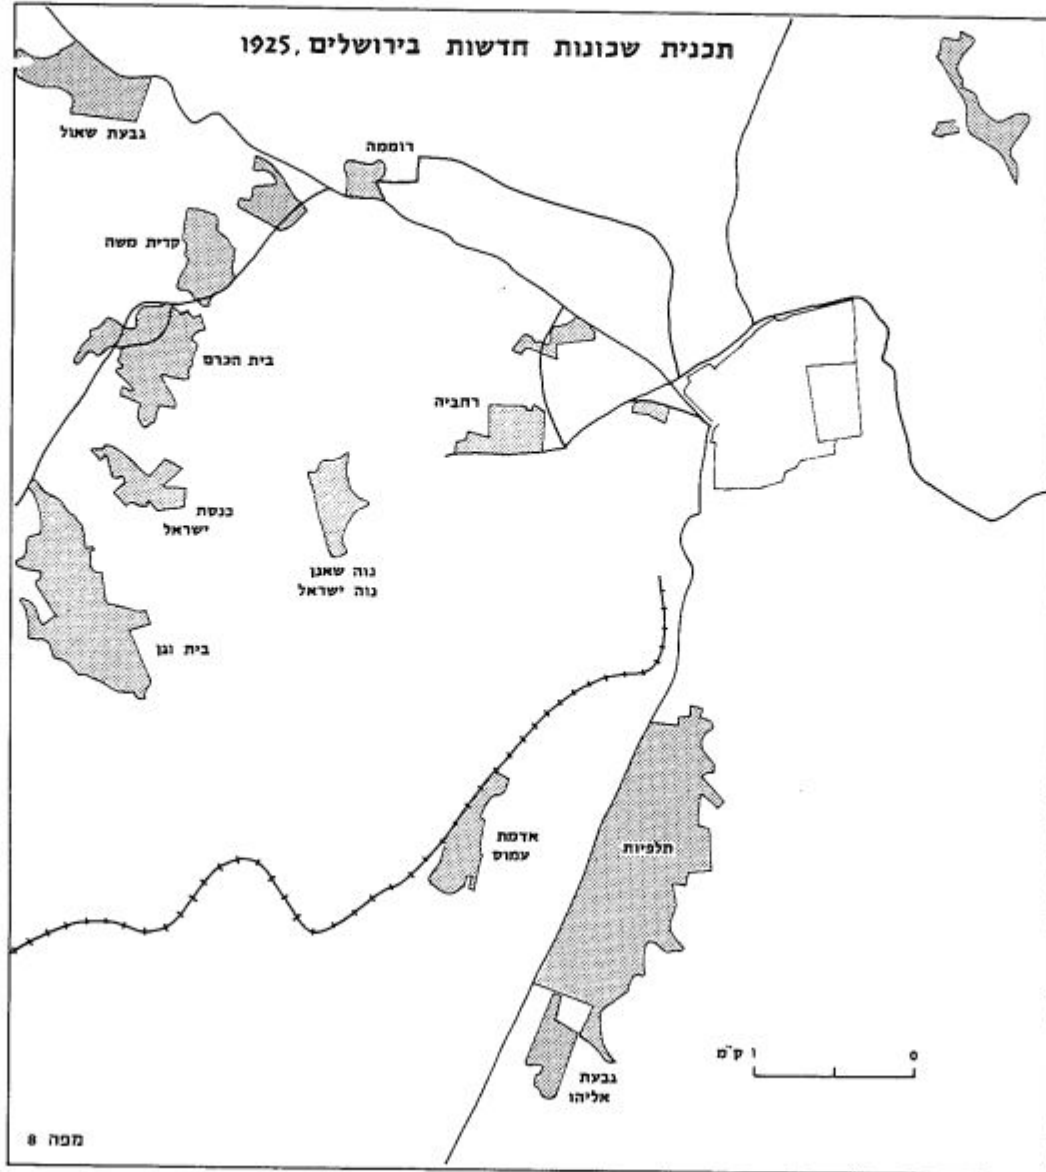 תכנית שכונות חדשות בירושלים, 1925
גבעת שאול
רוממה
קרית משה
בית הכרם
רחביה
כנסת
ישראל
נוה שאנן
נוה ישראל
בית וגן
אדמת
עמוס
תלפיות
גבעת
אליהו
1 ק"מ 0
מפה 8